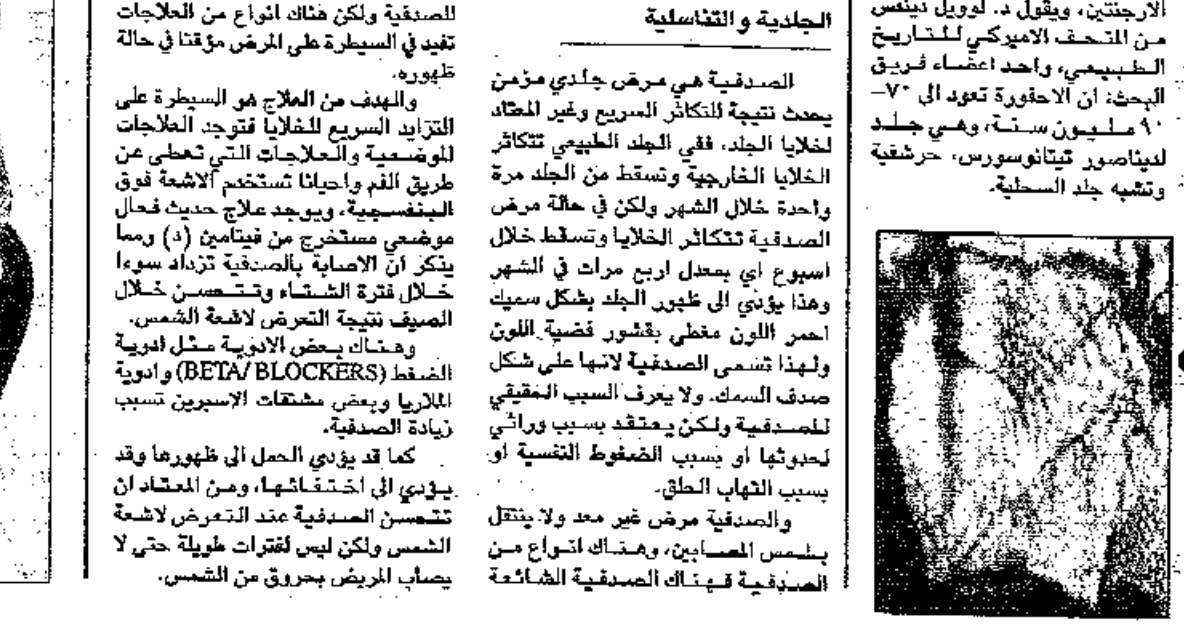 الارجنتين، ويقول د. لوويل دينغس
من المتحف الاميركي للتاريخ
الطبيعي، واحد اعضاء فريق
البحث: ان الاحفورة تعود الى ٧٠–
٩٠ مليون سنة، وهي جلد
لديناصور تيتانوسورس، حرشفية
وتشبه جلد السحلية.
الجلدية والتناسلية
الصدفية هي مرض جلدي مزمن
يحدث نتيجة للتكاثر السريع وغير المعتاد
لخلايا الجلد، ففي الجلد الطبيعي تتكاثر
الخلايا الخارجية وتسقط من الجلد مرة
واحدة خلال الشهر ولكن في حالة مرض
الصدفية تتكاثر الخلايا وتسقط خلال
اسبوع اي بمعدل اربع مرات في الشهر
وهذا يؤدي الى ظهور الجلد بشكل سميك
احمر اللون مغطى بقشور فضية اللون
ولهذا تسمى الصدفية لانها على شكل
صدف السمك. ولا يعرف السبب الحقيقي
للصدفية ولكن يعتقد بسبب وراثي
لحدوثها او بسبب الضغوط النفسية او
بسبب التهاب الحلق.
والصدفية مرض غير معد ولا ينتقل
بلمس المصابين، وهناك انواع من
الصدفية فهناك الصدفية الشائعة
للصدفية ولكن هناك انواع من العلاجات
تفيد في السيطرة على المرض مؤقتا في حالة
ظهوره.
والهدف من العلاج هو السيطرة على
التزايد السريع للخلايا فتوجد العلاجات
الموضعية والعلاجات التي تعطى عن
طريق الفم واحيانا تستخدم الاشعة فوق
البنفسجية، ويوجد علاج حديث فعال
موضعي مستخرج من فيتامين (د) ومما
يذكر ان الاصابة بالصدفية تزداد سوءا
خلال فترة الشتاء وتتحسن خلال
الصيف نتيجة التعرض لاشعة الشمس.
وهناك بعض الادوية مثل ادوية
الضغط (BETA/ BLOCKERS) وادوية
الملاريا وبعض مشتقات الاسبرين تسبب
زيادة الصدفية.
كما قد يؤدي الحمل الى ظهورها وقد
يؤدي الى اختفائها، ومن المعتاد ان
تتحسن الصدفية عند التعرض لاشعة
الشمس ولكن ليس لفترات طويلة حتى لا
يصاب المريض بحروق من الشمس.